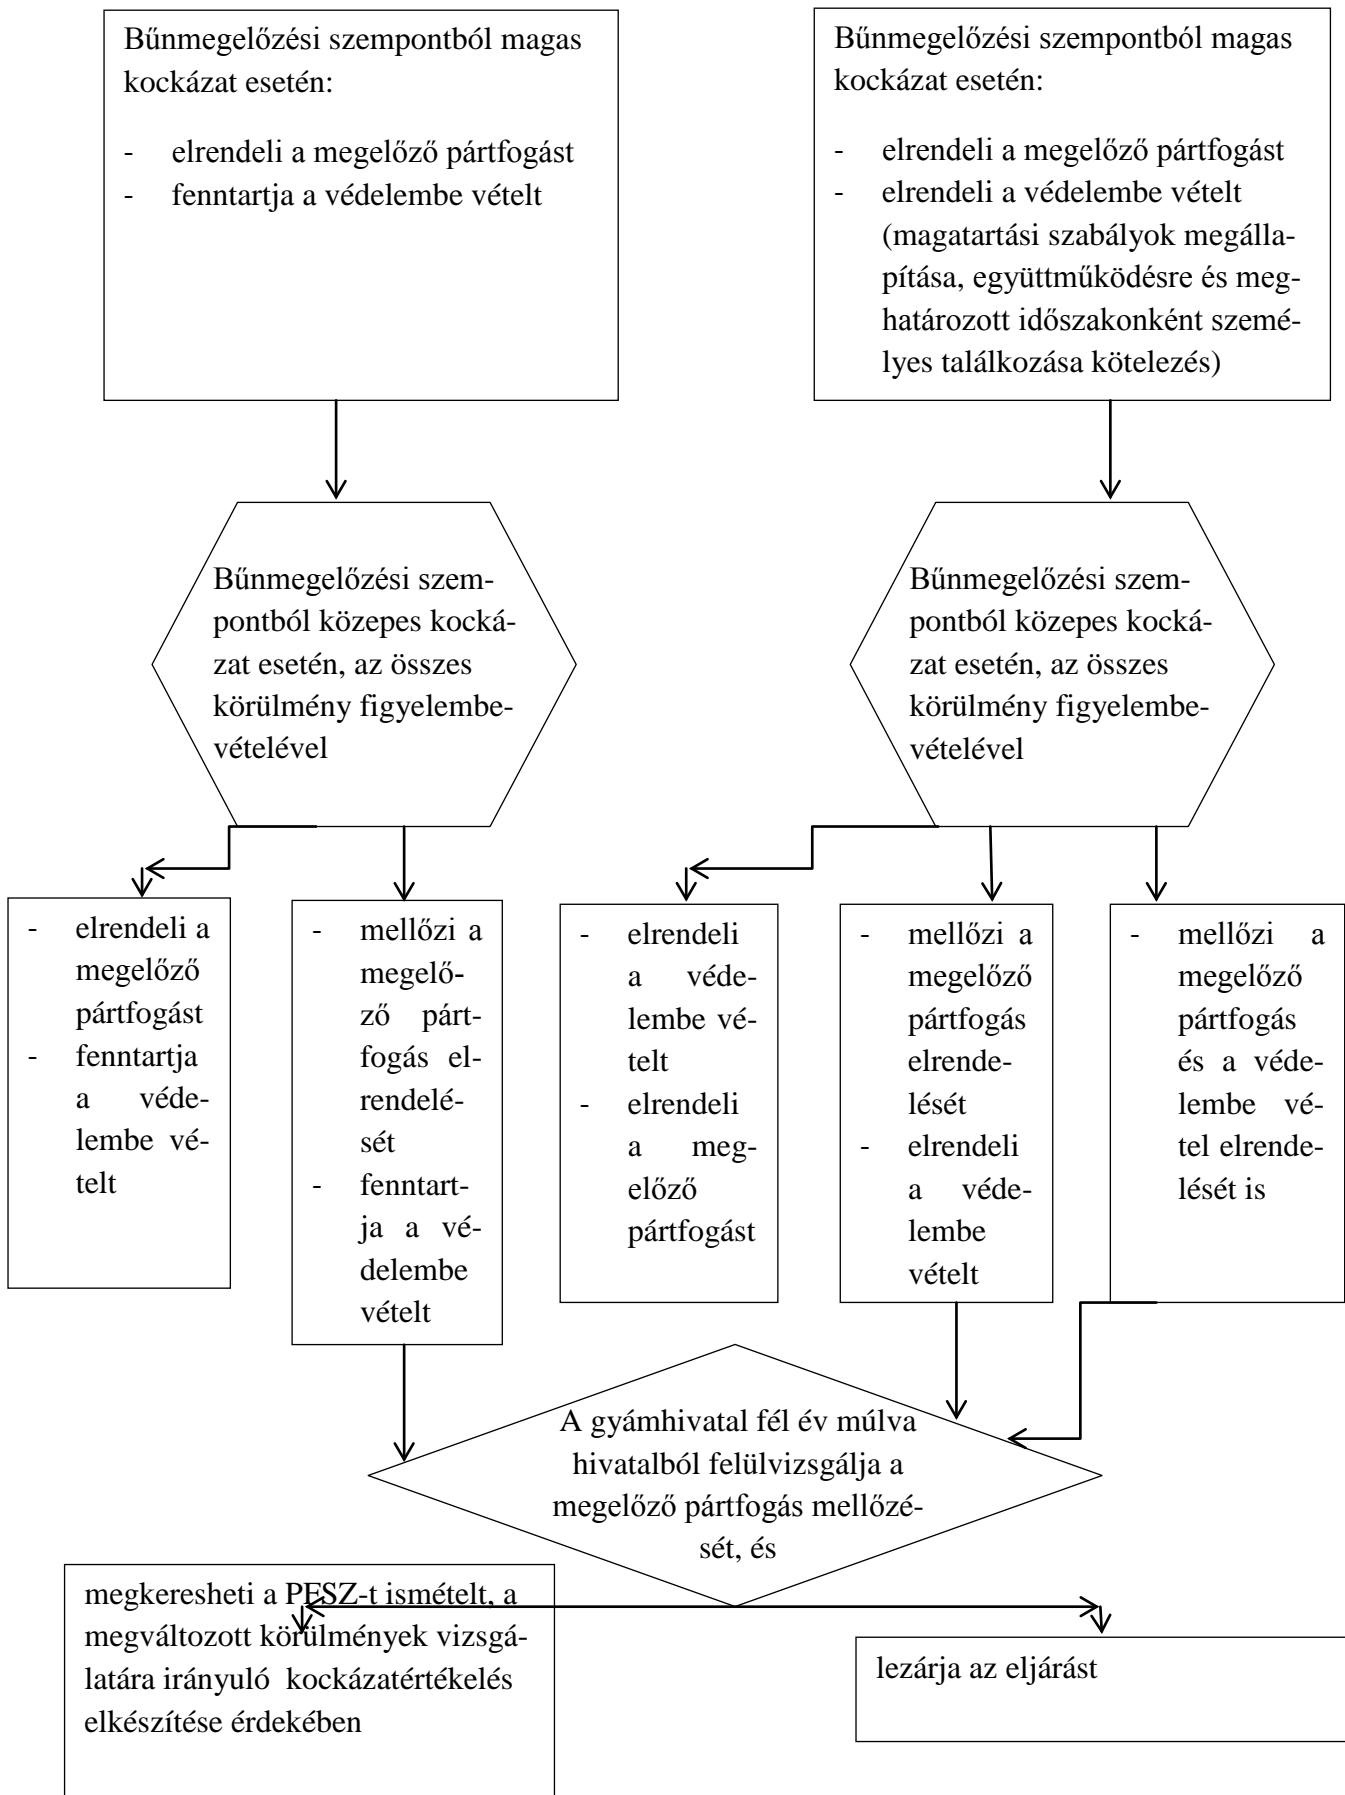 Bűnmegelőzési szempontból magas
kockázat esetén:
- elrendeli a megelőző pártfogást
- fenntartja a védelembe vételt
Bűnmegelőzési szempontból magas
kockázat esetén:
- elrendeli a megelőző pártfogást
- elrendeli a védelembe vételt
(magatartási szabályok megálla-
pítása, együttműködésre és meg-
határozott időszakonként szemé-
lyes találkozása kötelezés)
Bűnmegelőzési szem-
pontból közepes kocká-
zat esetén, az összes
körülmény figyelembe-
vételével
Bűnmegelőzési szem-
pontból közepes kocká-
zat esetén, az összes
körülmény figyelembe-
vételével
- elrendeli a
megelőző
pártfogást
- fenntartja
a véde-
lembe vé-
telt
- mellőzi a
megelő-
ző párt-
fogás el-
rendelé-
sét
- fenntart-
ja a vé-
delembe
vételt
- elrendeli
a véde-
lembe vé-
telt
- elrendeli
a meg-
előző
pártfogást
- mellőzi a
megelőző
pártfogás
elrende-
lését
- elrendeli
a véde-
lembe
vételt
- mellőzi a
megelőző
pártfogás
és a véde-
lembe vé-
tel elrende-
lését is
A gyámhivatal fél év múlva
hivatalból felülvizsgálja a
megelőző pártfogás mellőzé-
sét, és
megkeresheti a PFSZ-t ismételt, a
megváltozott körülmények vizsgá-
latára irányuló kockázatértékelés
elkészítése érdekében
lezárja az eljárást